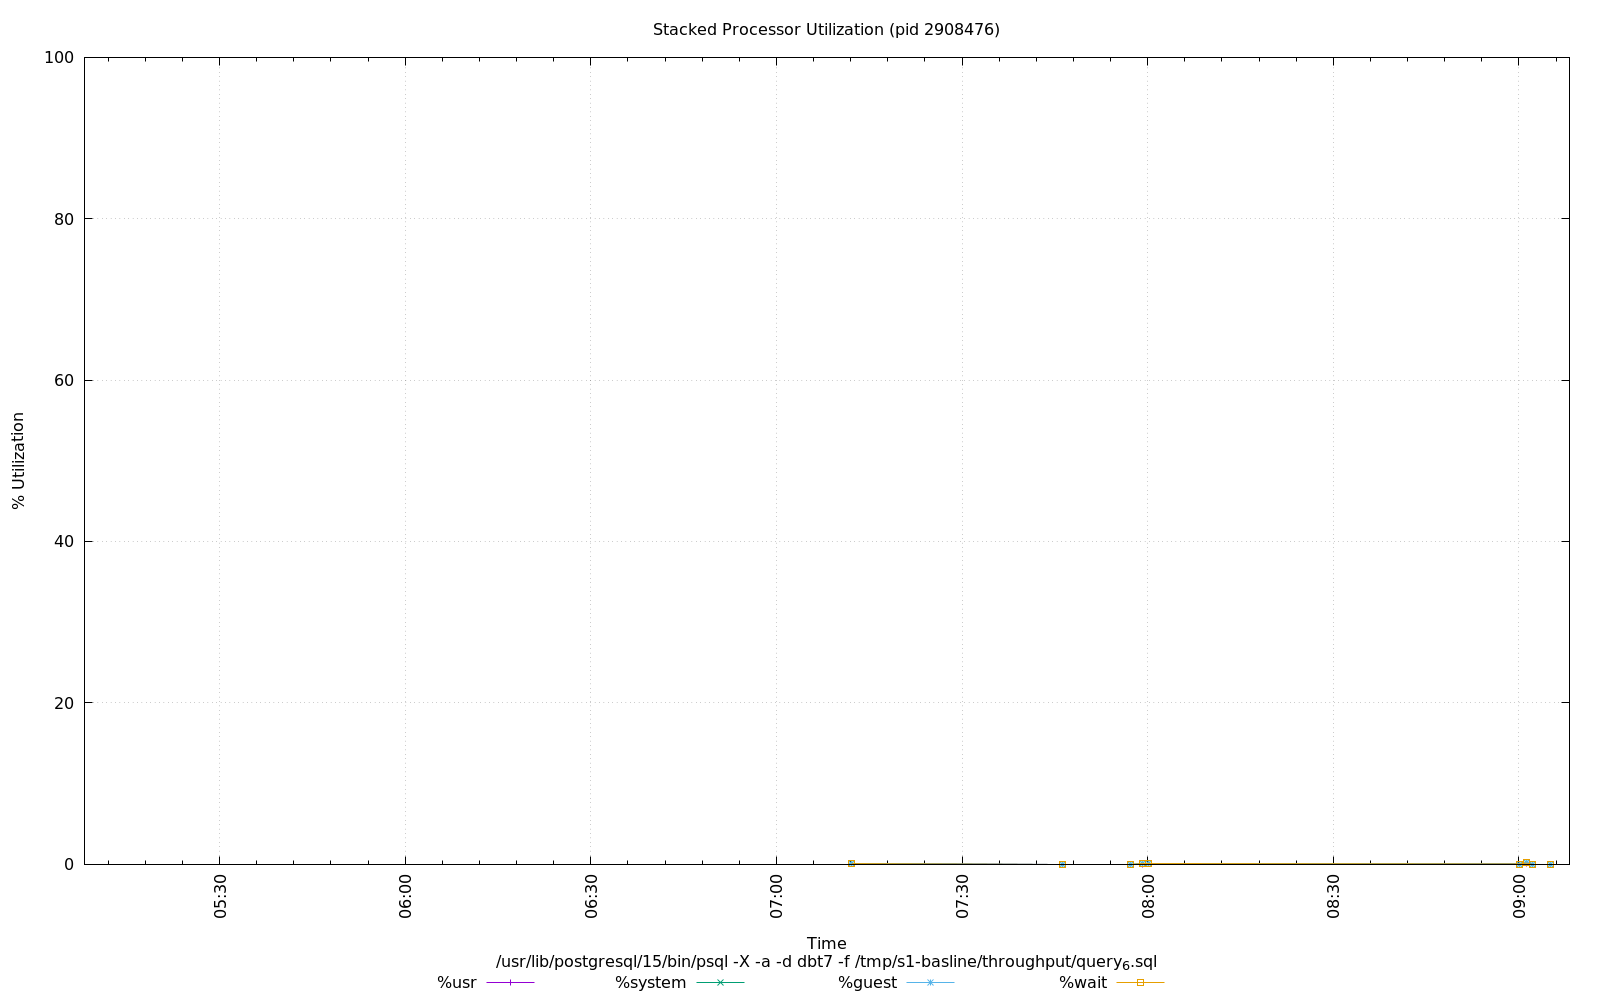 Stacked Processor Utilization (pid 2908476)
100
80
60
40
20
0
% Utilization
05:30
06:00
06:30
07:00
07:30
08:00
08:30
09:00
Time
/usr/lib/postgresql/15/bin/psql -X -a -d dbt7 -f /tmp/s1-basline/throughput/query₆.sql
%usr %system %guest %wait